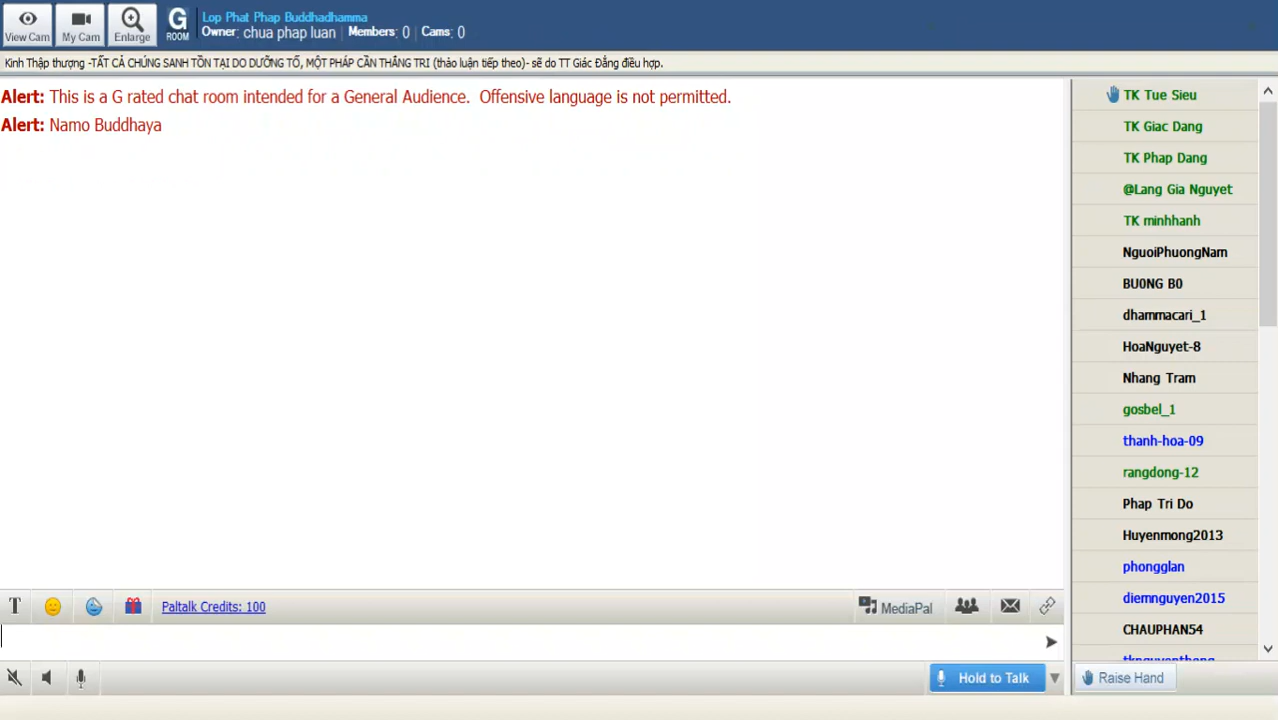 View Cam
My Cam
Enlarge
G
ROOM
Lop Phat Phap Buddhadhamma
Owner: chua phap luan | Members: 0 | Cams: 0
Kinh Thập thượng -TẤT CẢ CHÚNG SANH TỒN TẠI DO DƯỠNG TỐ, MỘT PHÁP CẦN THẮNG TRI (thảo luận tiếp theo)- sẽ do TT Giác Đẳng điều hợp.
Alert: This is a G rated chat room intended for a General Audience. Offensive language is not permitted.
Alert: Namo Buddhaya
TK Tue Sieu
TK Giac Dang
TK Phap Dang
@Lang Gia Nguyet
TK minhhanh
NguoiPhuongNam
BU0NG B0
dhammacari_1
HoaNguyet-8
Nhang Tram
gosbel_1
thanh-hoa-09
rangdong-12
Phap Tri Do
Huyenmong2013
phongglan
diemnguyen2015
CHAUPHAN54
T
Paltalk Credits: 100
MediaPal
Hold to Talk
Raise Hand